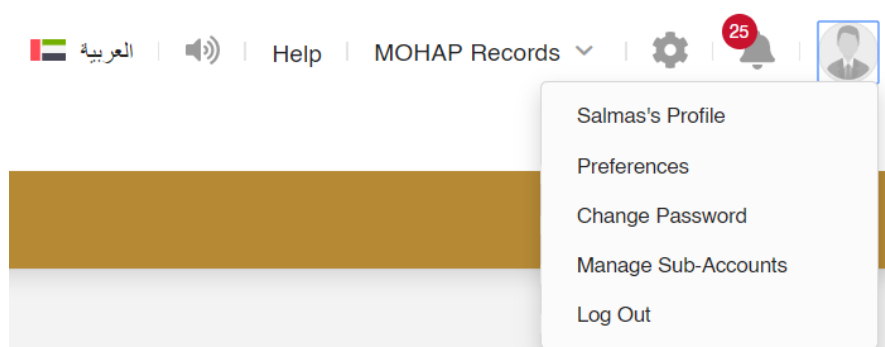 العربية Help MOHAP Records 25
Salmas's Profile
Preferences
Change Password
Manage Sub-Accounts
Log Out